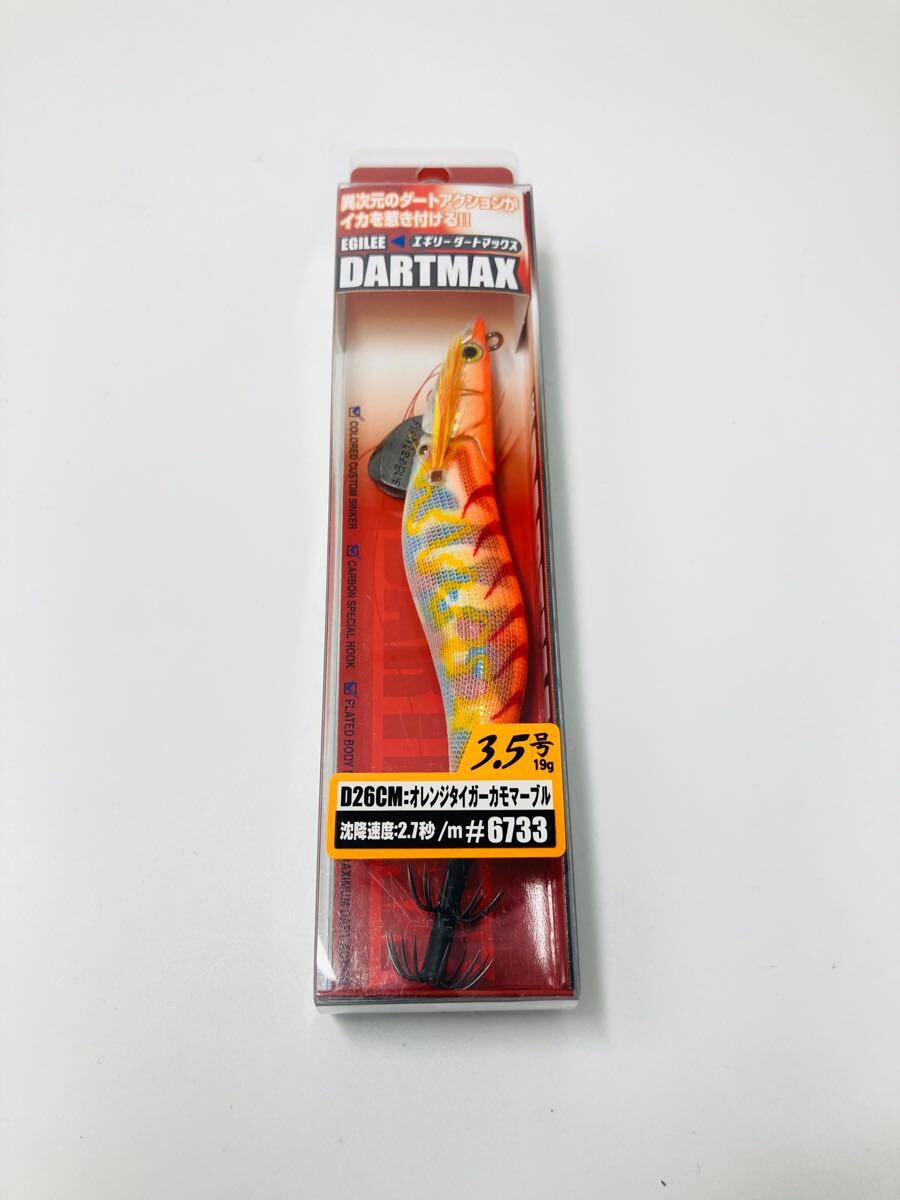 異次元のダートアクションが
イカを惹き付ける!!
EGILEE ◀ エギリーダートマックス
DARTMAX
COLORED CUSTOM SINKER
CARBON SPECIAL HOOK
PLATED BODY
3.5号
19g
D26CM:オレンジタイガーカモマーブル
沈降速度:2.7秒/m #6733